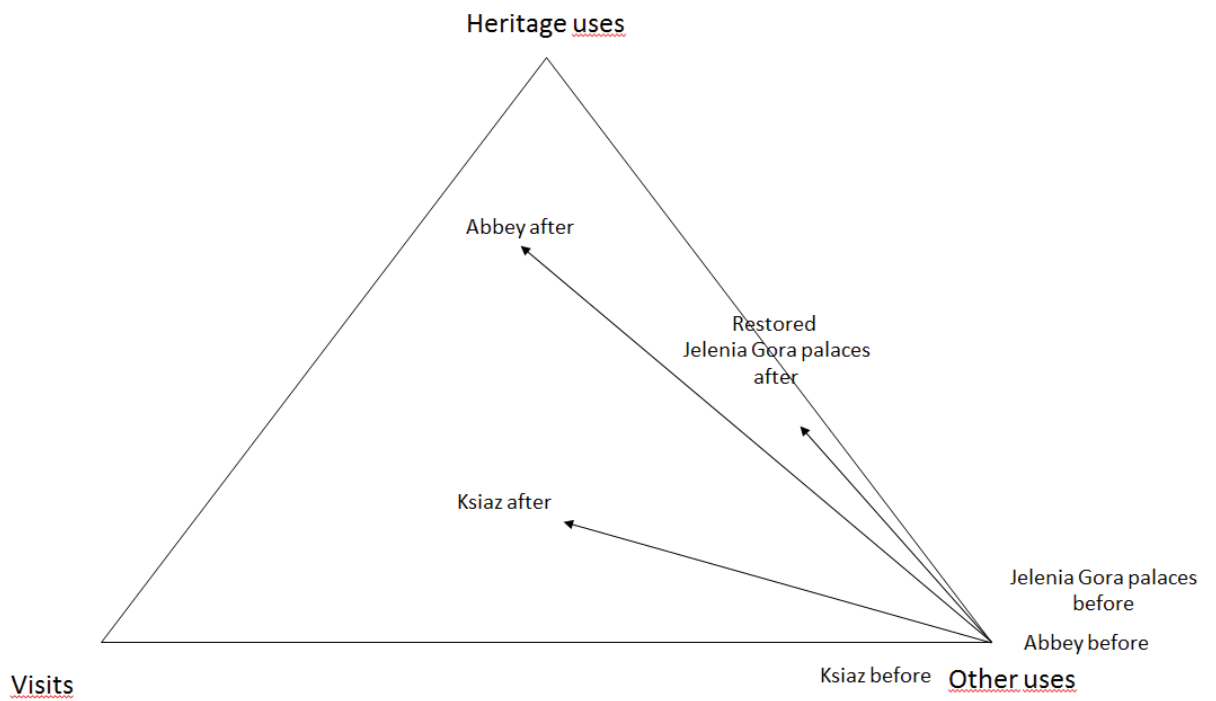 Heritage uses
Abbey after
Restored
Jelenia Gora palaces
after
Ksiaz after
Jelenia Gora palaces
before
Abbey before
Ksiaz before
Other uses
Visits